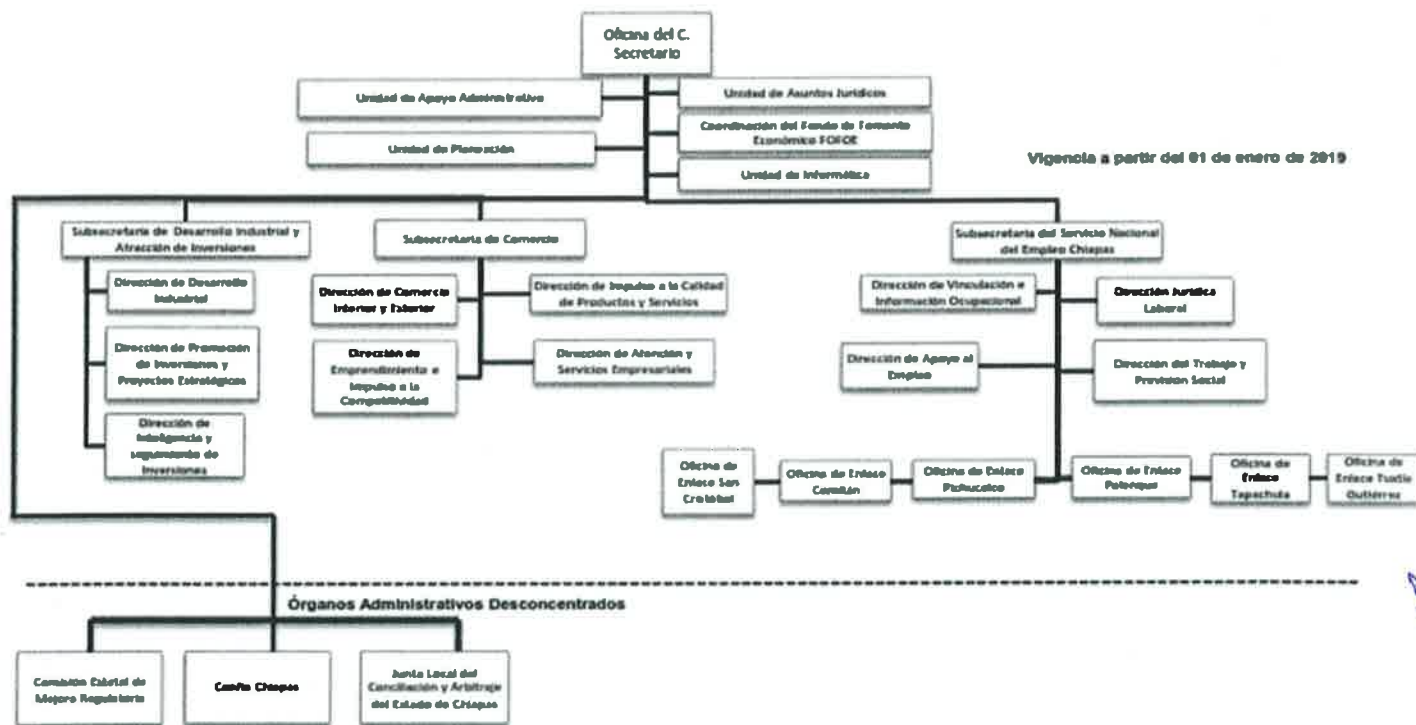 Oficina del C.
Secretario
Unidad de Apoyo Administrativo
Unidad de Asuntos Jurídicos
Unidad de Planeación
Coordinación del Fondo de Fomento
Económico FOFOE
Unidad de Informática
Vigencia a partir del 01 de enero de 2019
Subsecretaría de Desarrollo Industrial y
Atracción de Inversiones
Subsecretaría de Comercio
Subsecretaría del Servicio Nacional
del Empleo Chiapas
Dirección de Desarrollo
Industrial
Dirección de Comercio
Interior y Exterior
Dirección de Impulso a la Calidad
de Productos y Servicios
Dirección de Vinculación e
Información Ocupacional
Dirección Jurídica
Laboral
Dirección de Promoción
de Inversiones y
Proyectos Estratégicos
Dirección de
Emprendimiento e
Impulso a la
Competitividad
Dirección de Atención y
Servicios Empresariales
Dirección de Apoyo al
Empleo
Dirección del Trabajo y
Previsión Social
Dirección de
Inteligencia y
seguimiento de
Inversiones
Oficina de
Enlace San
Cristóbal
Oficina de Enlace
Comitán
Oficina de Enlace
Pichucalco
Oficina de Enlace
Palenque
Oficina de
Enlace
Tapachula
Oficina de
Enlace Tuxtla
Gutiérrez
Órganos Administrativos Desconcentrados
Comisión Estatal de
Mejora Regulatoria
Chiapas
Junta Local del
Conciliación y Arbitraje
del Estado de Chiapas